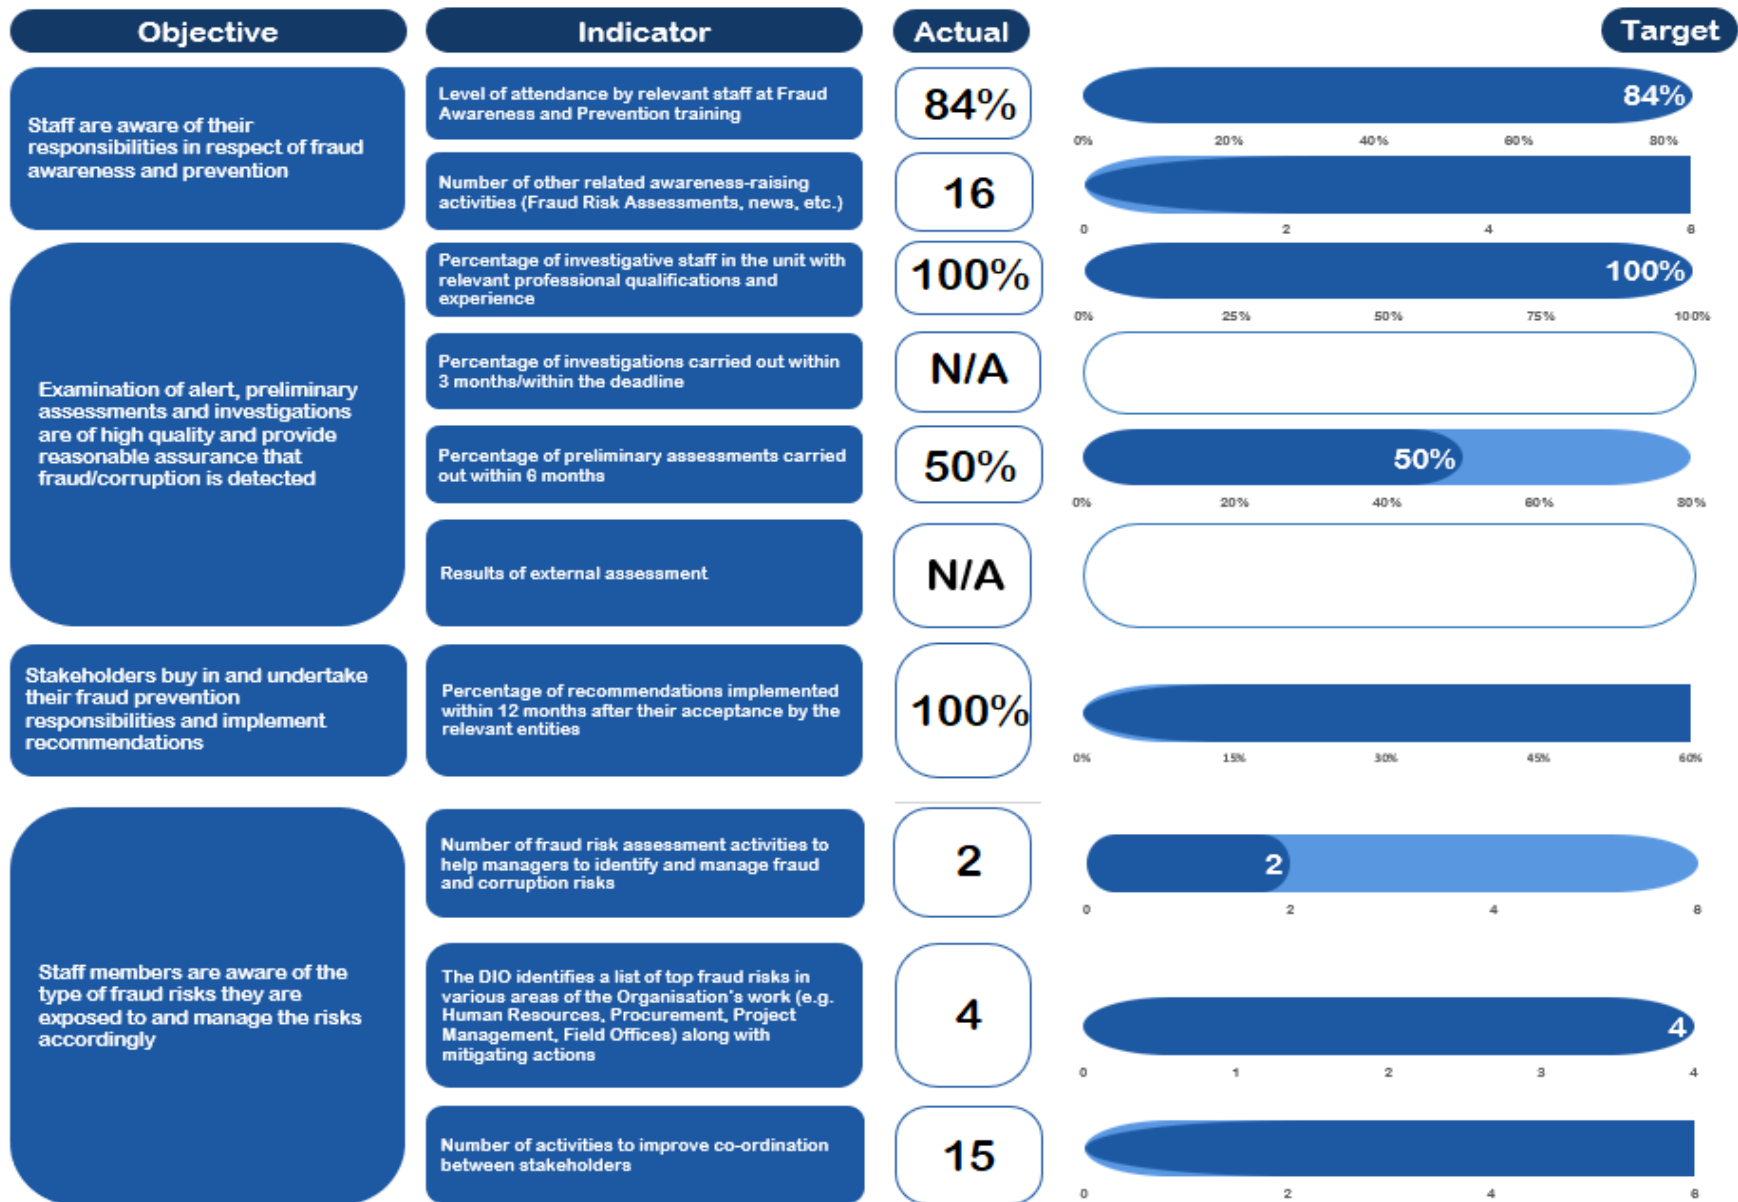 Objective
Indicator
Actual
Target
Staff are aware of their
responsibilities in respect of fraud
awareness and prevention
Level of attendance by relevant staff at Fraud
Awareness and Prevention training
84%
84%
0% 20% 40% 60% 80%
Number of other related awareness-raising
activities (Fraud Risk Assessments, news, etc.)
16
0 2 4 6
Examination of alert, preliminary
assessments and investigations
are of high quality and provide
reasonable assurance that
fraud/corruption is detected
Percentage of investigative staff in the unit with
relevant professional qualifications and
experience
100%
100%
0% 25% 50% 75% 100%
Percentage of investigations carried out within
3 months/within the deadline
N/A
Percentage of preliminary assessments carried
out within 6 months
50%
50%
0% 20% 40% 60% 80%
Results of external assessment
N/A
Stakeholders buy in and undertake
their fraud prevention
responsibilities and implement
recommendations
Percentage of recommendations implemented
within 12 months after their acceptance by the
relevant entities
100%
0% 15% 30% 45% 60%
Staff members are aware of the
type of fraud risks they are
exposed to and manage the risks
accordingly
Number of fraud risk assessment activities to
help managers to identify and manage fraud
and corruption risks
2
2
0 2 4 6
The DIO identifies a list of top fraud risks in
various areas of the Organisation's work (e.g.
Human Resources, Procurement, Project
Management, Field Offices) along with
mitigating actions
4
4
0 1 2 3 4
Number of activities to improve co-ordination
between stakeholders
15
0 2 4 6